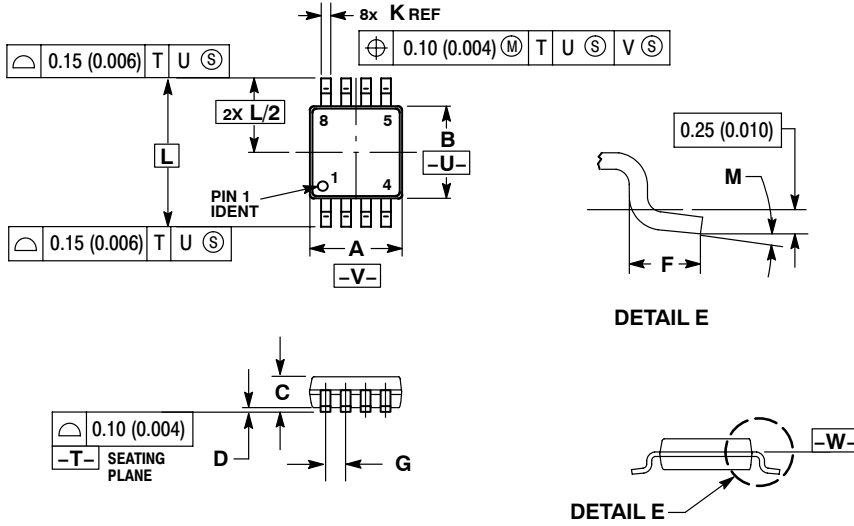 8x K REF
⌖ 0.10 (0.004) Ⓜ T U Ⓢ V Ⓢ
⌓ 0.15 (0.006) T U Ⓢ
2X L/2
8 5
B
–U–
L
PIN 1
IDENT
1
4
⌓ 0.15 (0.006) T U Ⓢ
A
–V–
0.25 (0.010)
M
F
DETAIL E
C
⌓ 0.10 (0.004)
–T– SEATING
PLANE
D
G
–W–
DETAIL E